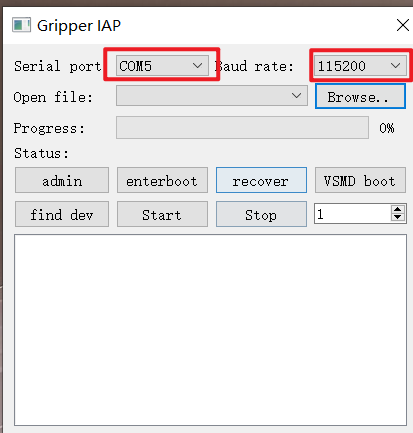 Gripper IAP
Serial port COM5 Baud rate: 115200
Open file: Browse..
Progress: 0%
Status:
admin enterboot recover VSMD boot
find dev Start Stop 1